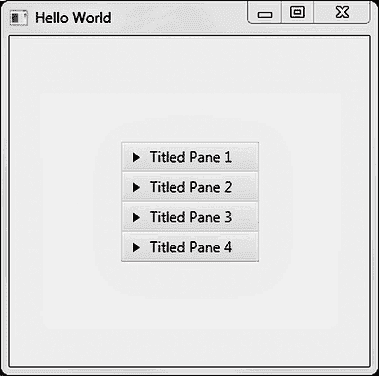 Hello World
Titled Pane 1
Titled Pane 2
Titled Pane 3
Titled Pane 4